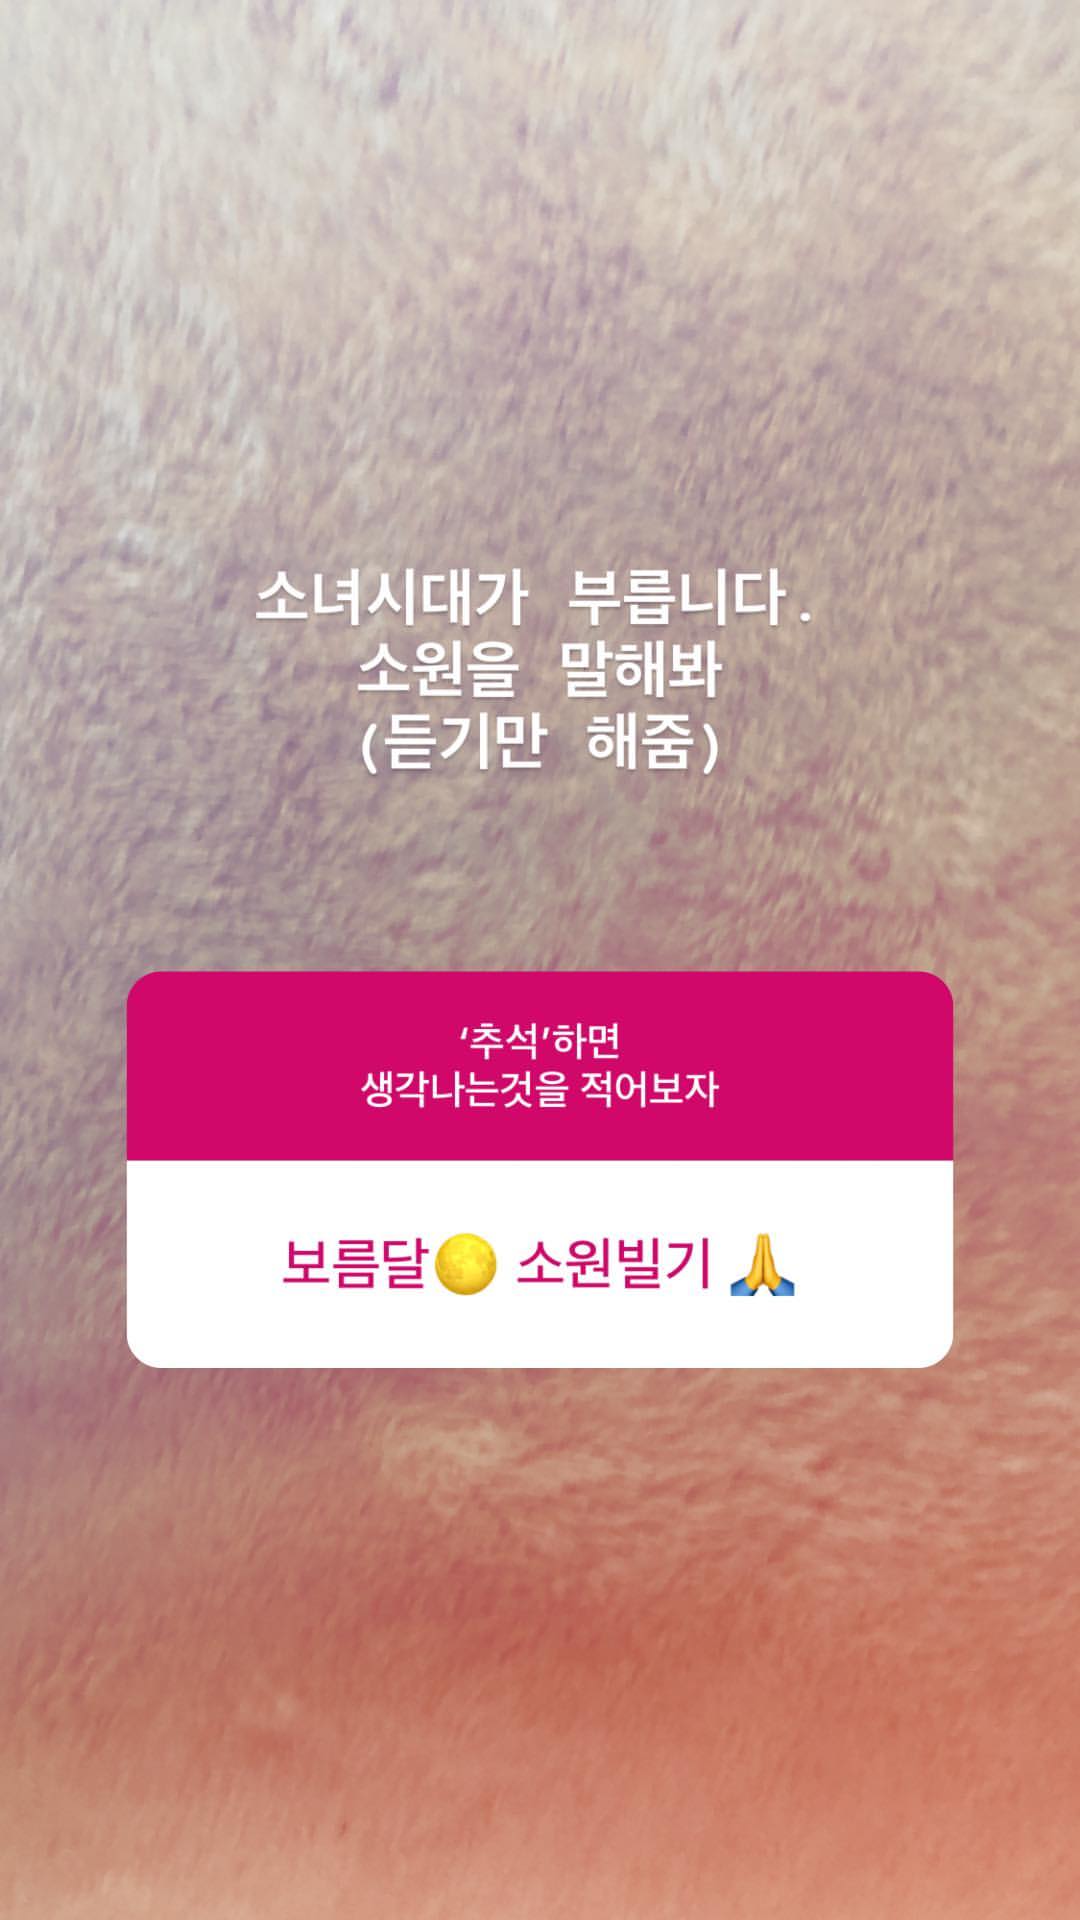 소녀시대가 부릅니다.
소원을 말해봐
(듣기만 해줌)
‘추석’하면
생각나는것을 적어보자
보름달🌕 소원빌기 🙏